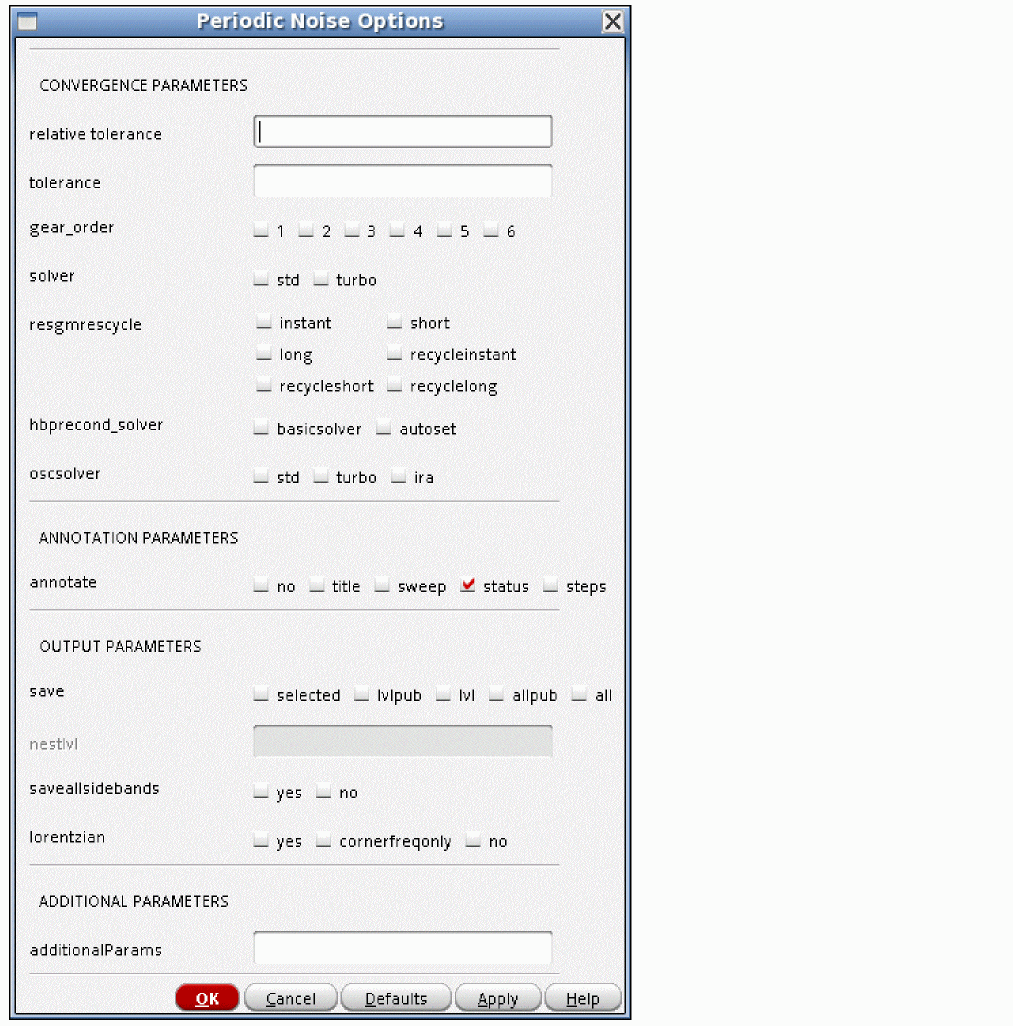 Periodic Noise Options
CONVERGENCE PARAMETERS
relative tolerance
tolerance
gear_order 1 2 3 4 5 6
solver std turbo
resgmrescycle instant short
long recycleinstant
recycleshort recyclelong
hbprecond_solver basicsolver autoset
oscsolver std turbo ira
ANNOTATION PARAMETERS
annotate no title sweep status steps
OUTPUT PARAMETERS
save selected lvlpub lvl allpub all
nestlvl
saveallsidebands yes no
lorentzian yes cornerfreqonly no
ADDITIONAL PARAMETERS
additionalParams
OK Cancel Defaults Apply Help